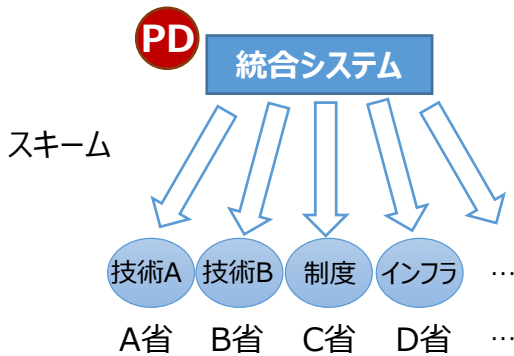 PD
統合システム
スキーム
技術A 技術B 制度 インフラ …
A省 B省 C省 D省 …